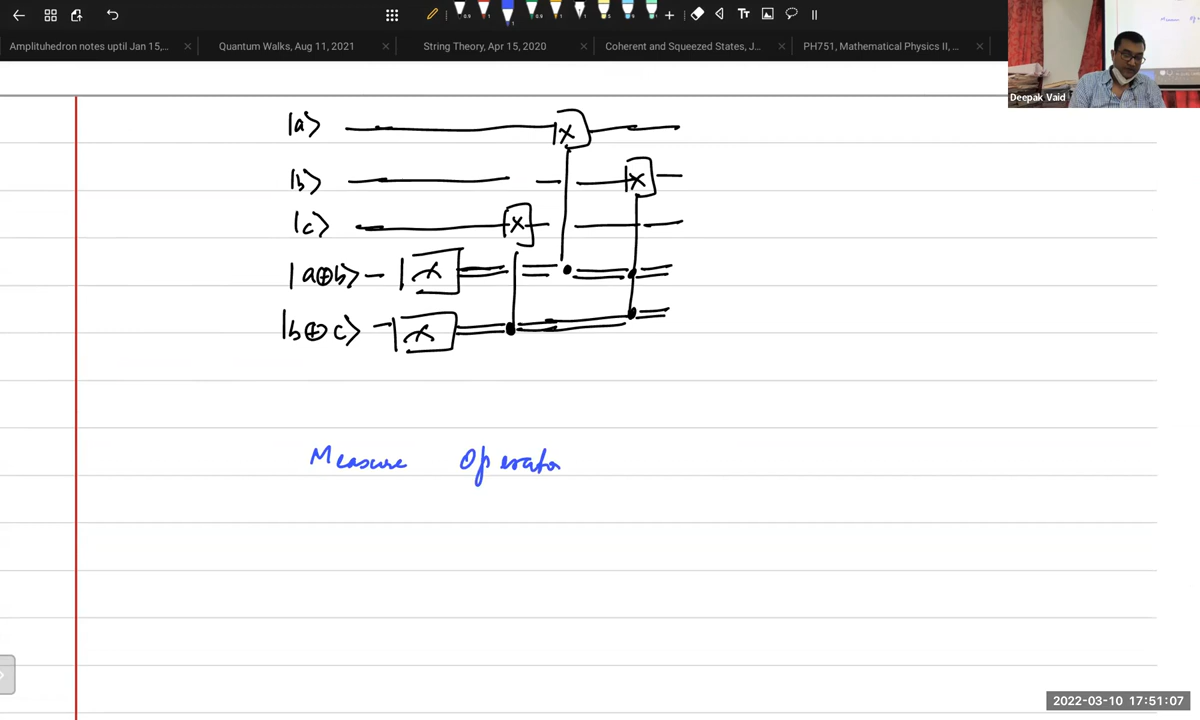 Amplituhedron notes uptil Jan 15,...
Quantum Walks, Aug 11, 2021
String Theory, Apr 15, 2020
Coherent and Squeezed States, J...
PH751, Mathematical Physics II, ...
Deepak Vaid
|a⟩ X
|b⟩ X
|c⟩ X
|a⊕b⟩
|b⊕c⟩
Measure Operator
2022-03-10 17:51:07